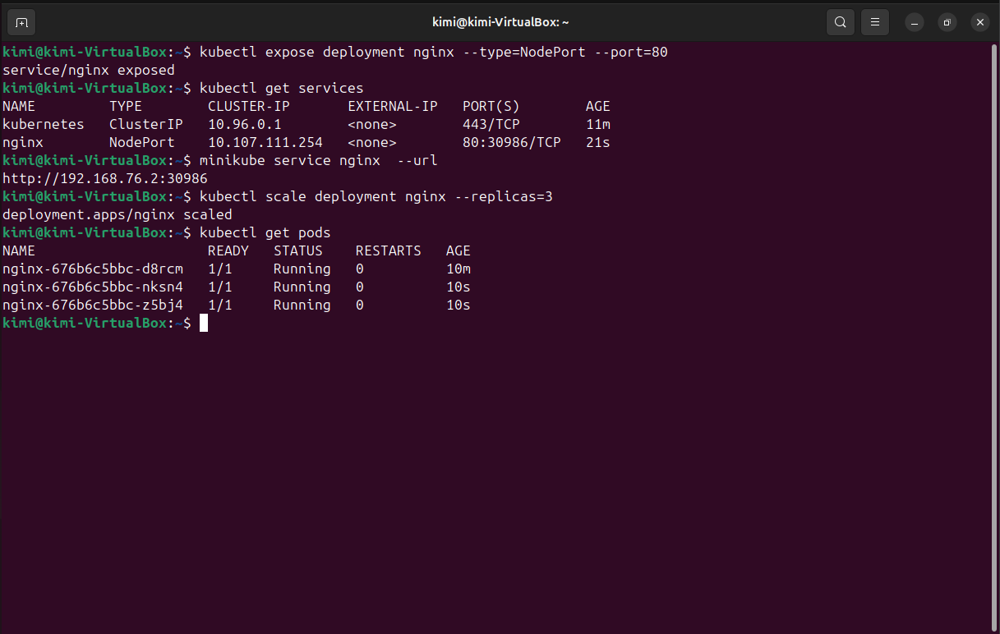 kimi@kimi-VirtualBox: ~
kimi@kimi-VirtualBox:~$ kubectl expose deployment nginx --type=NodePort --port=80
service/nginx exposed
kimi@kimi-VirtualBox:~$ kubectl get services
NAME         TYPE        CLUSTER-IP       EXTERNAL-IP   PORT(S)        AGE
kubernetes   ClusterIP   10.96.0.1        <none>        443/TCP        11m
nginx        NodePort    10.107.111.254   <none>        80:30986/TCP   21s
kimi@kimi-VirtualBox:~$ minikube service nginx  --url
http://192.168.76.2:30986
kimi@kimi-VirtualBox:~$ kubectl scale deployment nginx --replicas=3
deployment.apps/nginx scaled
kimi@kimi-VirtualBox:~$ kubectl get pods
NAME                     READY   STATUS    RESTARTS   AGE
nginx-676b6c5bbc-d8rcm   1/1     Running   0          10m
nginx-676b6c5bbc-nksn4   1/1     Running   0          10s
nginx-676b6c5bbc-z5bj4   1/1     Running   0          10s
kimi@kimi-VirtualBox:~$